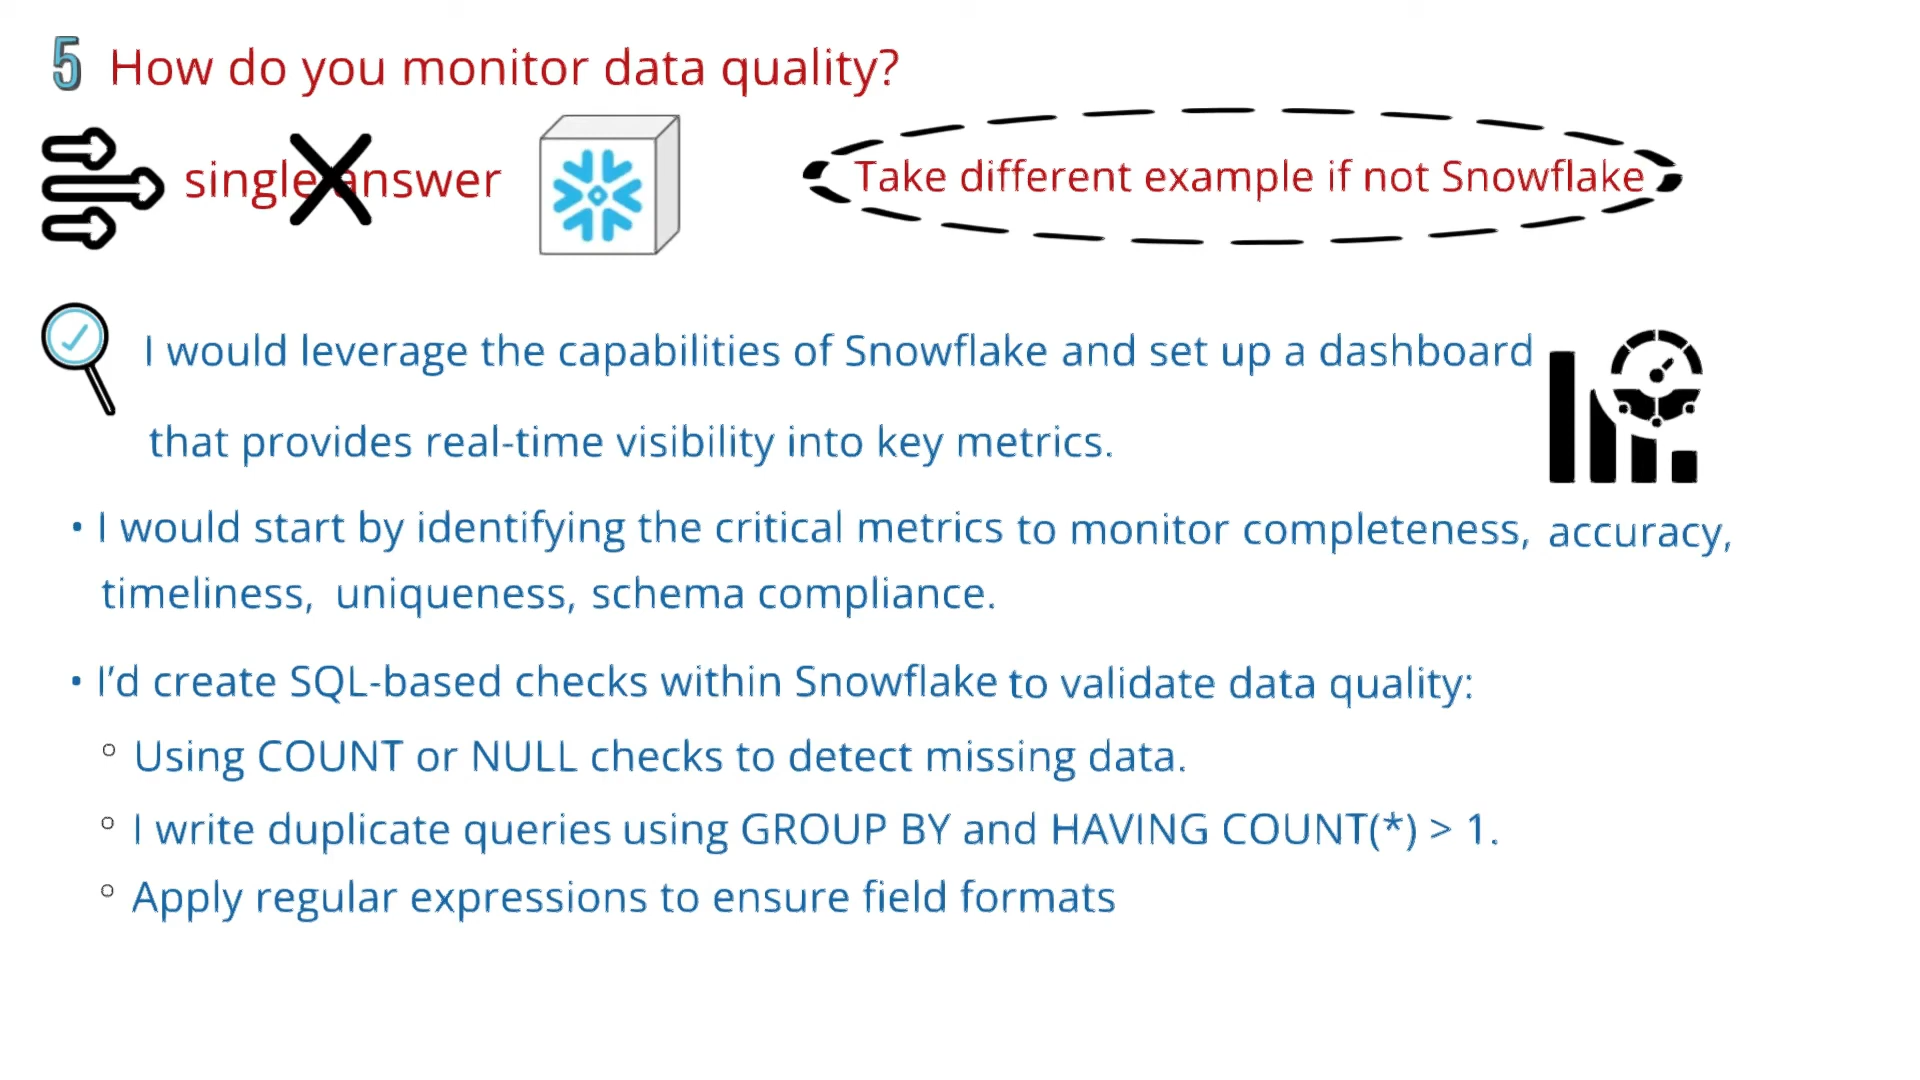 5 How do you monitor data quality?
single answer
Take different example if not Snowflake
I would leverage the capabilities of Snowflake and set up a dashboard
that provides real-time visibility into key metrics.
• I would start by identifying the critical metrics to monitor completeness, accuracy,
timeliness, uniqueness, schema compliance.
• I’d create SQL-based checks within Snowflake to validate data quality:
○ Using COUNT or NULL checks to detect missing data.
○ I write duplicate queries using GROUP BY and HAVING COUNT(*) > 1.
○ Apply regular expressions to ensure field formats